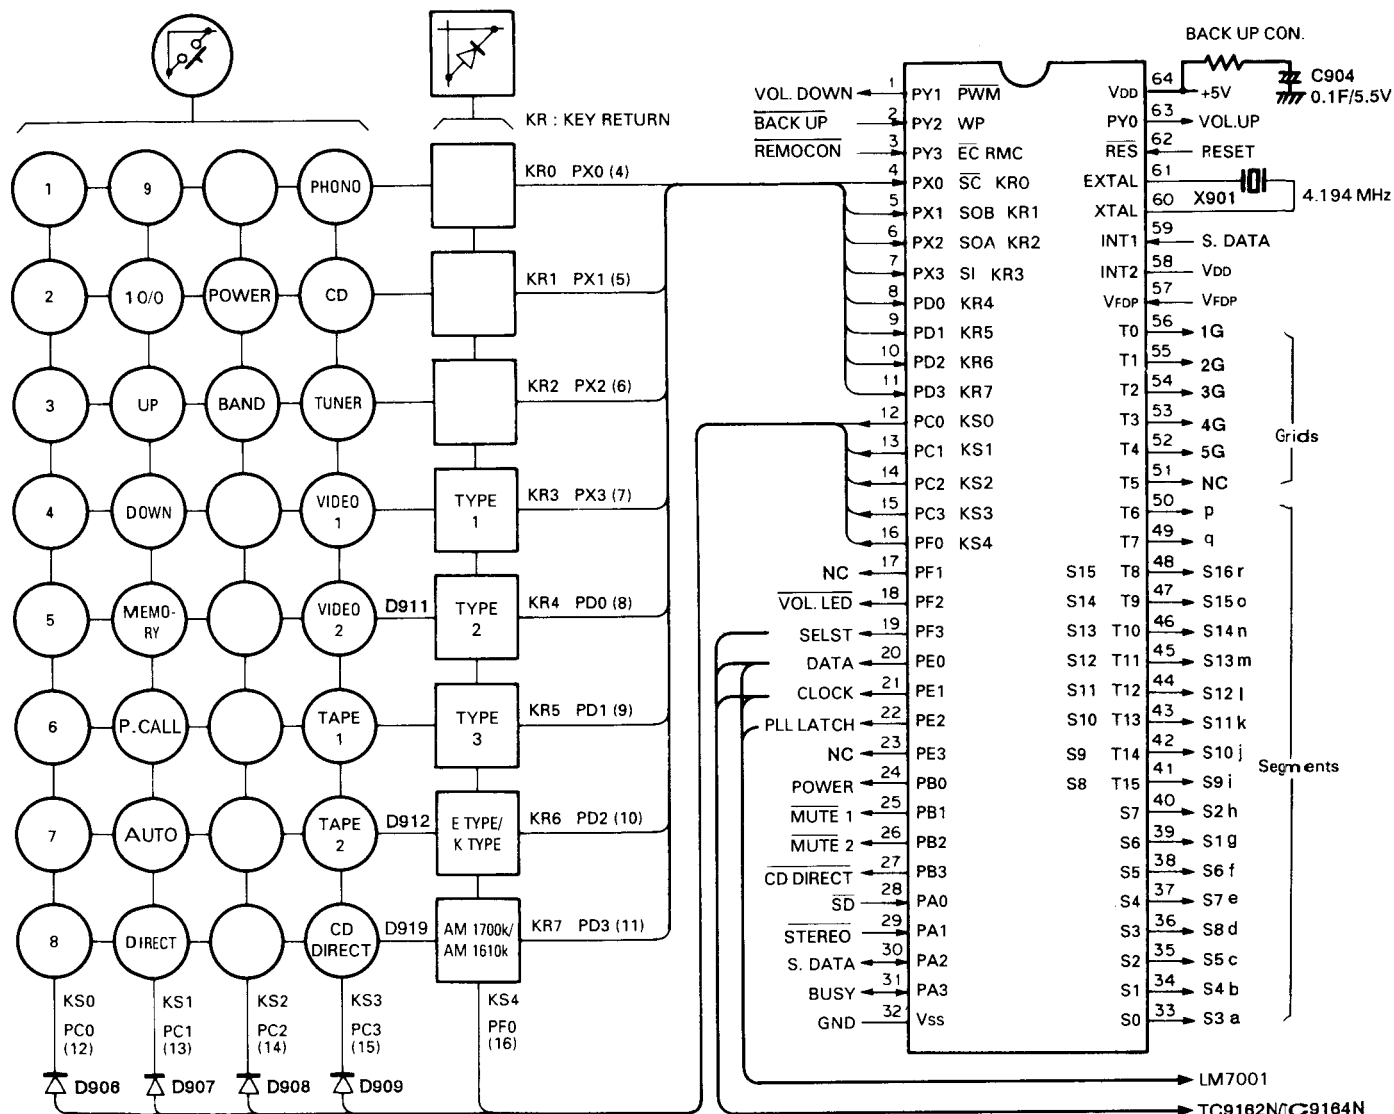 KR : KEY RETURN
1 9 PHONO KR0 PX0 (4)
2 10/0 POWER CD KR1 PX1 (5)
3 UP BAND TUNER KR2 PX2 (6)
4 DOWN VIDEO 1 TYPE 1 KR3 PX3 (7)
5 MEMO-RY VIDEO 2 D911 TYPE 2 KR4 PD0 (8)
6 P.CALL TAPE 1 TYPE 3 KR5 PD1 (9)
7 AUTO TAPE 2 D912 E TYPE/ K TYPE KR6 PD2 (10)
8 DIRECT CD DIRECT D919 AM 1700k/ AM 1610k KR7 PD3 (11)
KS0 KS1 KS2 KS3 KS4
PC0 PC1 PC2 PC3 PF0
(12) (13) (14) (15) (16)
D906 D907 D908 D909
BACK UP CON.
C904
0.1F/5.5V
VOL. DOWN 1 PY1 PWM
BACK UP 2 PY2 WP
REMOCON 3 PY3 EC RMC
4 PX0 SC KR0
5 PX1 SOB KR1
6 PX2 SOA KR2
7 PX3 SI KR3
8 PD0 KR4
9 PD1 KR5
10 PD2 KR6
11 PD3 KR7
12 PC0 KS0
13 PC1 KS1
14 PC2 KS2
15 PC3 KS3
16 PF0 KS4
NC 17 PF1
VOL. LED 18 PF2
SELST 19 PF3
DATA 20 PE0
CLOCK 21 PE1
PLL LATCH 22 PE2
NC 23 PE3
POWER 24 PB0
MUTE 1 25 PB1
MUTE 2 26 PB2
CD DIRECT 27 PB3
SD 28 PA0
STEREO 29 PA1
S. DATA 30 PA2
BUSY 31 PA3
GND 32 VSS
VDD 64 +5V
PY0 63 VOL.UP
RES 62 RESET
EXTAL 61
X901 4.194 MHz
XTAL 60
INT1 59 S. DATA
INT2 58 VDD
VFDP 57 VFDP
T0 56 1G
T1 55 2G
T2 54 3G
T3 53 4G
T4 52 5G
T5 51 NC
Grids
T6 50 p
T7 49 q
S15 T8 48 S16 r
S14 T9 47 S15 o
S13 T10 46 S14 n
S12 T11 45 S13 m
S11 T12 44 S12 l
S10 T13 43 S11 k
S9 T14 42 S10 j
S8 T15 41 S9 i
S7 40 S2 h
S6 39 S1 g
S5 38 S6 f
S4 37 S7 e
S3 36 S8 d
S2 35 S5 c
S1 34 S4 b
S0 33 S3 a
Segments
LM7001
TC9162N/TC9164N